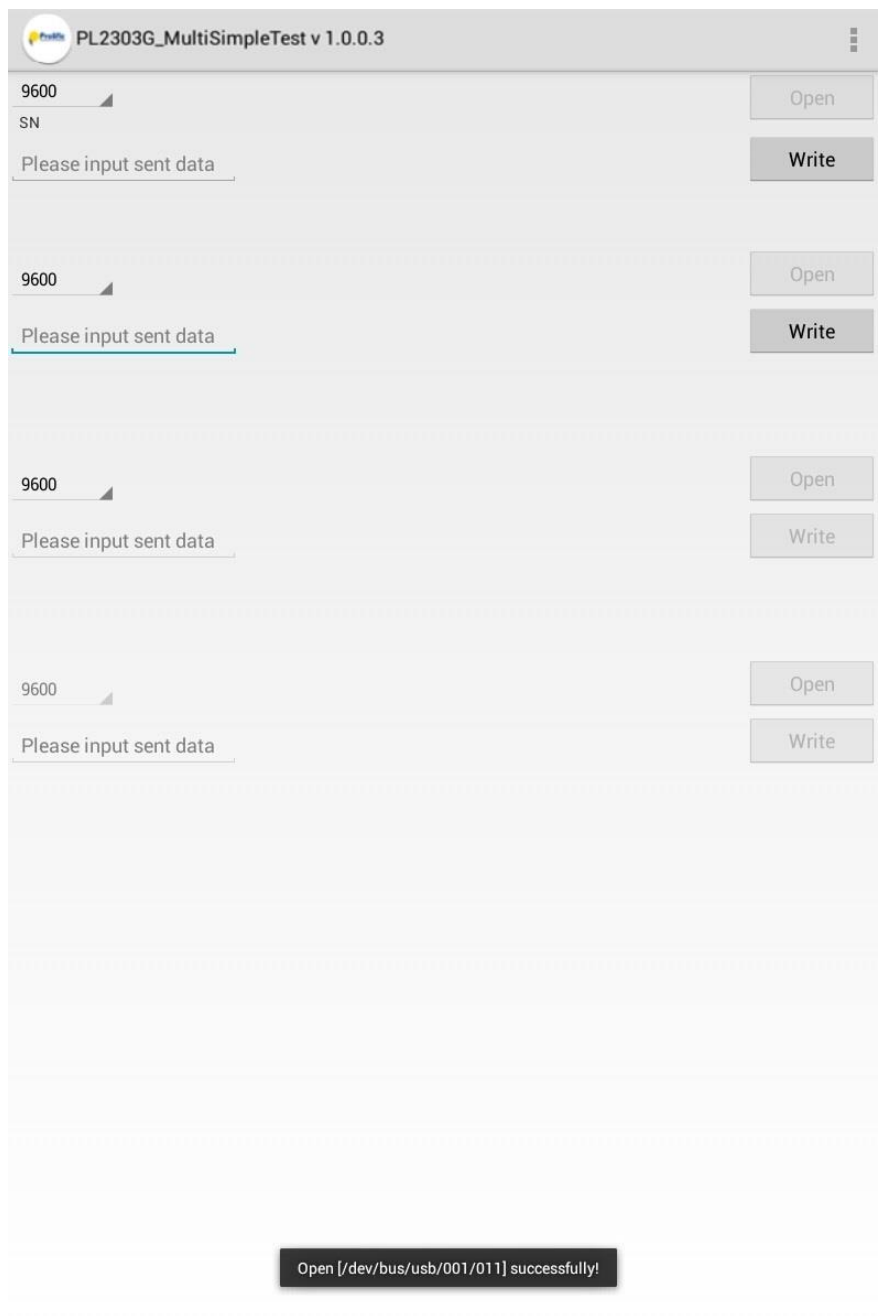 Prolific PL2303G_MultiSimpleTest v 1.0.0.3
9600 Open
SN
Please input sent data Write
9600 Open
Please input sent data Write
9600 Open
Please input sent data Write
9600 Open
Please input sent data Write
Open [/dev/bus/usb/001/011] successfully!